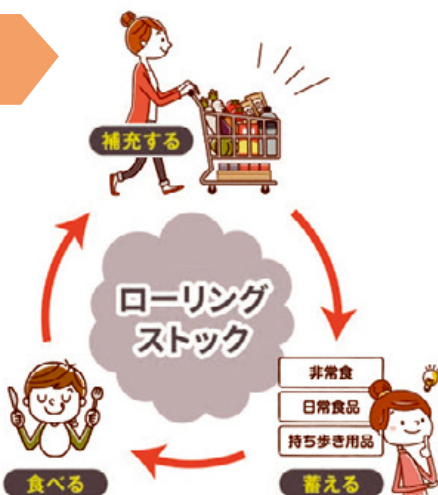 補充する
ローリング
ストック
非常食
日常食品
持ち歩き用品
食べる
蓄える